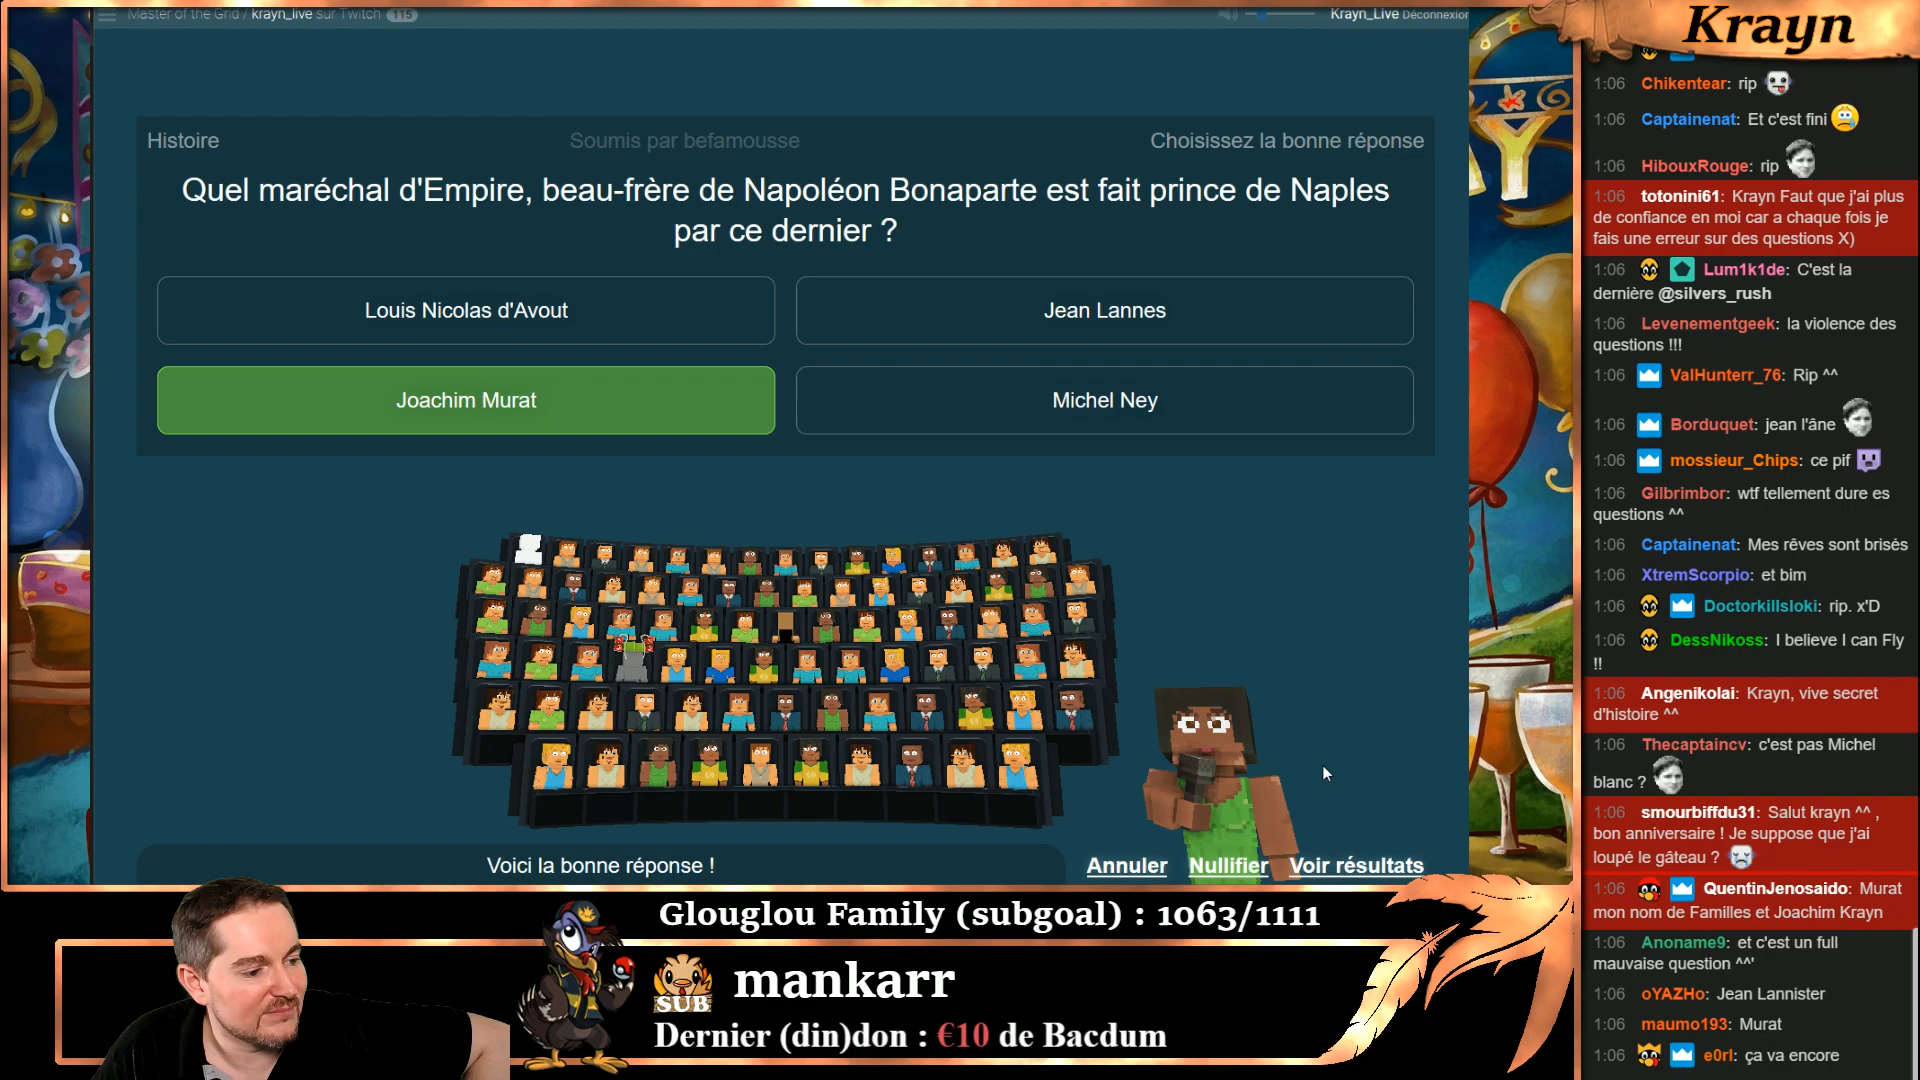 Master of the Grid / krayn_live sur Twitch 115
Krayn_Live Déconnexion
Histoire
Soumis par befamousse
Choisissez la bonne réponse
Quel maréchal d'Empire, beau-frère de Napoléon Bonaparte est fait prince de Naples
par ce dernier ?
Louis Nicolas d'Avout
Jean Lannes
Joachim Murat
Michel Ney
Voici la bonne réponse !
Annuler
Nullifier
Voir résultats
Glouglou Family (subgoal) : 1063/1111
SUB
mankarr
Dernier (din)don : €10 de Bacdum
Krayn
1:06 Chikentear: rip
1:06 Captainenat: Et c'est fini
1:06 HibouxRouge: rip
1:06 totonini61: Krayn Faut que j'ai plus
de confiance en moi car a chaque fois je
fais une erreur sur des questions X)
1:06 Lum1k1de: C'est la
dernière @silvers_rush
1:06 Levenementgeek: la violence des
questions !!!
1:06 ValHunterr_76: Rip ^^
1:06 Borduquet: jean l'âne
1:06 mossieur_Chips: ce pif
1:06 Gilbrimbor: wtf tellement dure es
questions ^^
1:06 Captainenat: Mes rêves sont brisés
1:06 XtremScorpio: et bim
1:06 Doctorkillsloki: rip. x'D
1:06 DessNikoss: I believe I can Fly
!!
1:06 Angenikolai: Krayn, vive secret
d'histoire ^^
1:06 Thecaptaincv: c'est pas Michel
blanc ?
1:06 smourbiffdu31: Salut krayn ^^ ,
bon anniversaire ! Je suppose que j'ai
loupé le gâteau ?
1:06 QuentinJenosaido: Murat
mon nom de Familles et Joachim Krayn
1:06 Anoname9: et c'est un full
mauvaise question ^^'
1:06 oYAZHo: Jean Lannister
1:06 maumo193: Murat
1:06 e0rl: ça va encore